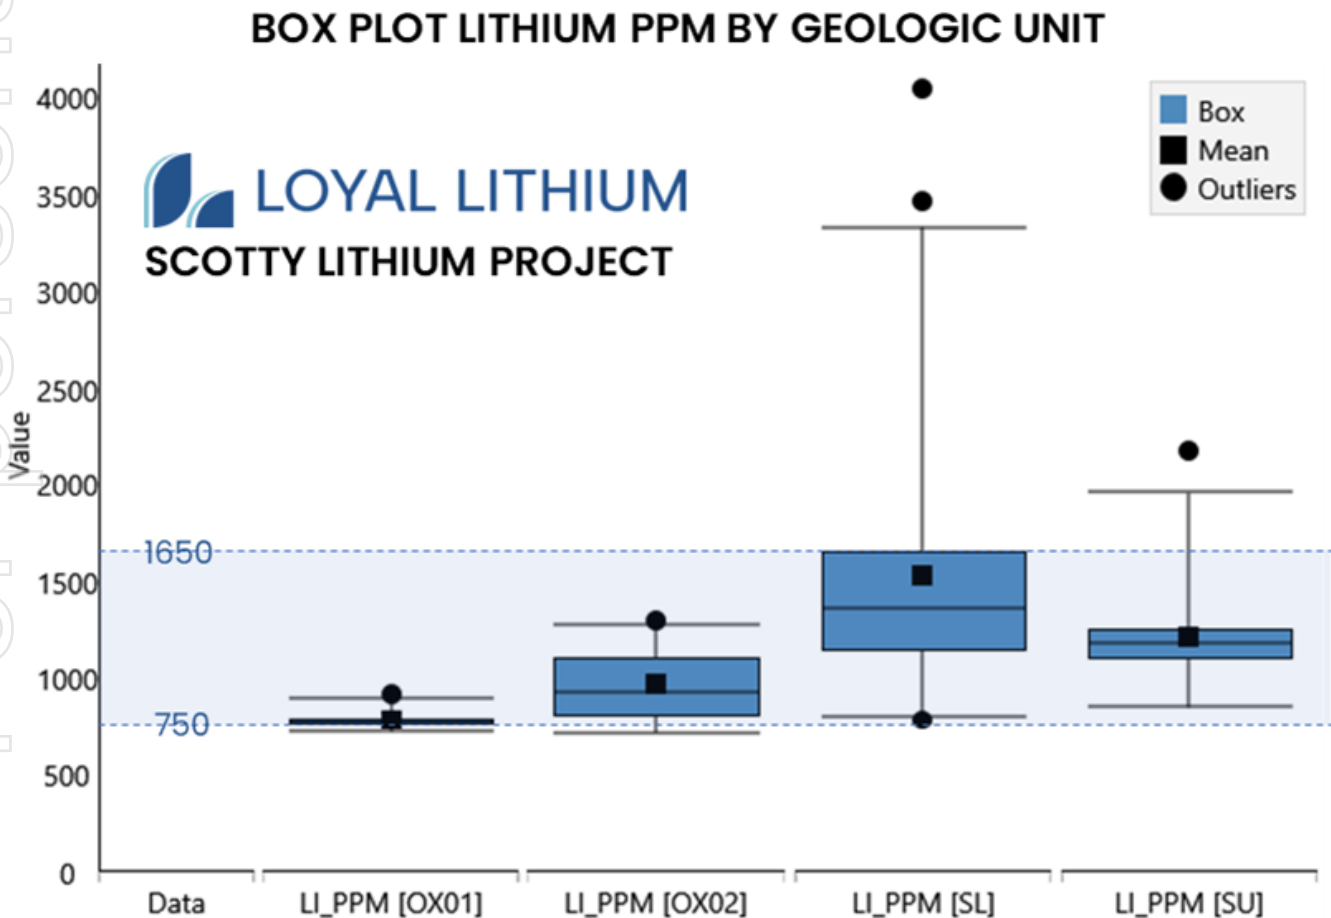 BOX PLOT LITHIUM PPM BY GEOLOGIC UNIT
4000
3500
3000
2500
2000
1500
1000
500
0
Value
LOYAL LITHIUM
SCOTTY LITHIUM PROJECT
Box
Mean
Outliers
1650
750
Data
LI_PPM [OX01]
LI_PPM [OX02]
LI_PPM [SL]
LI_PPM [SU]